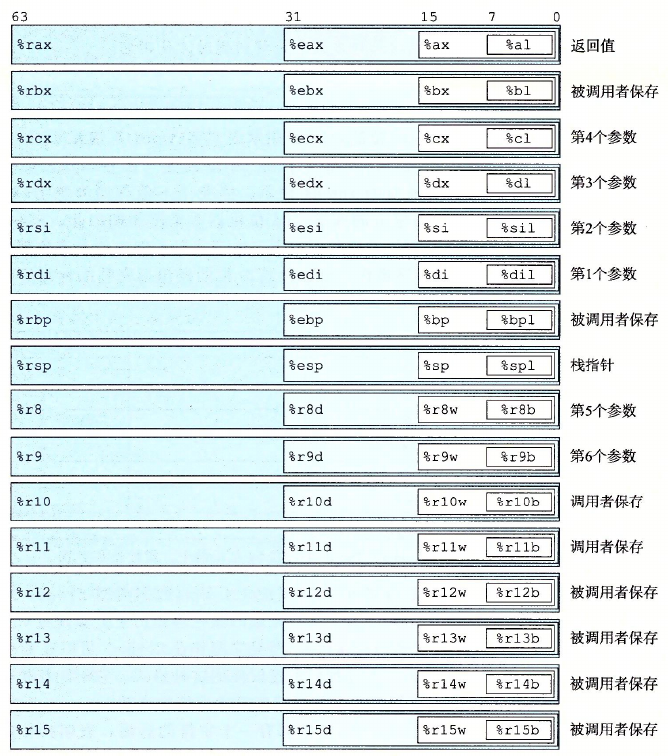 63 31 15 7 0
%rax %eax %ax %al 返回值
%rbx %ebx %bx %bl 被调用者保存
%rcx %ecx %cx %cl 第4个参数
%rdx %edx %dx %dl 第3个参数
%rsi %esi %si %sil 第2个参数
%rdi %edi %di %dil 第1个参数
%rbp %ebp %bp %bpl 被调用者保存
%rsp %esp %sp %spl 栈指针
%r8 %r8d %r8w %r8b 第5个参数
%r9 %r9d %r9w %r9b 第6个参数
%r10 %r10d %r10w %r10b 调用者保存
%r11 %r11d %r11w %r11b 调用者保存
%r12 %r12d %r12w %r12b 被调用者保存
%r13 %r13d %r13w %r13b 被调用者保存
%r14 %r14d %r14w %r14b 被调用者保存
%r15 %r15d %r15w %r15b 被调用者保存